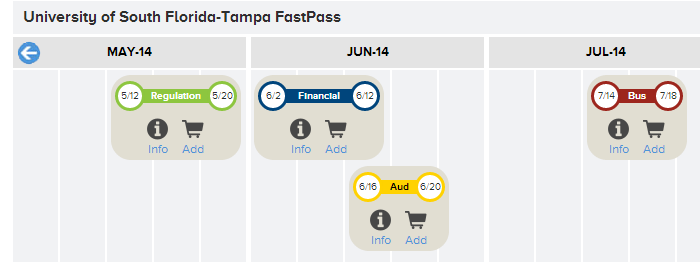 University of South Florida-Tampa FastPass
MAY-14 JUN-14 JUL-14
5/12 Regulation 5/20 6/2 Financial 6/12 7/14 Bus 7/18
Info Add Info Add Info Add
6/16 Aud 6/20
Info Add